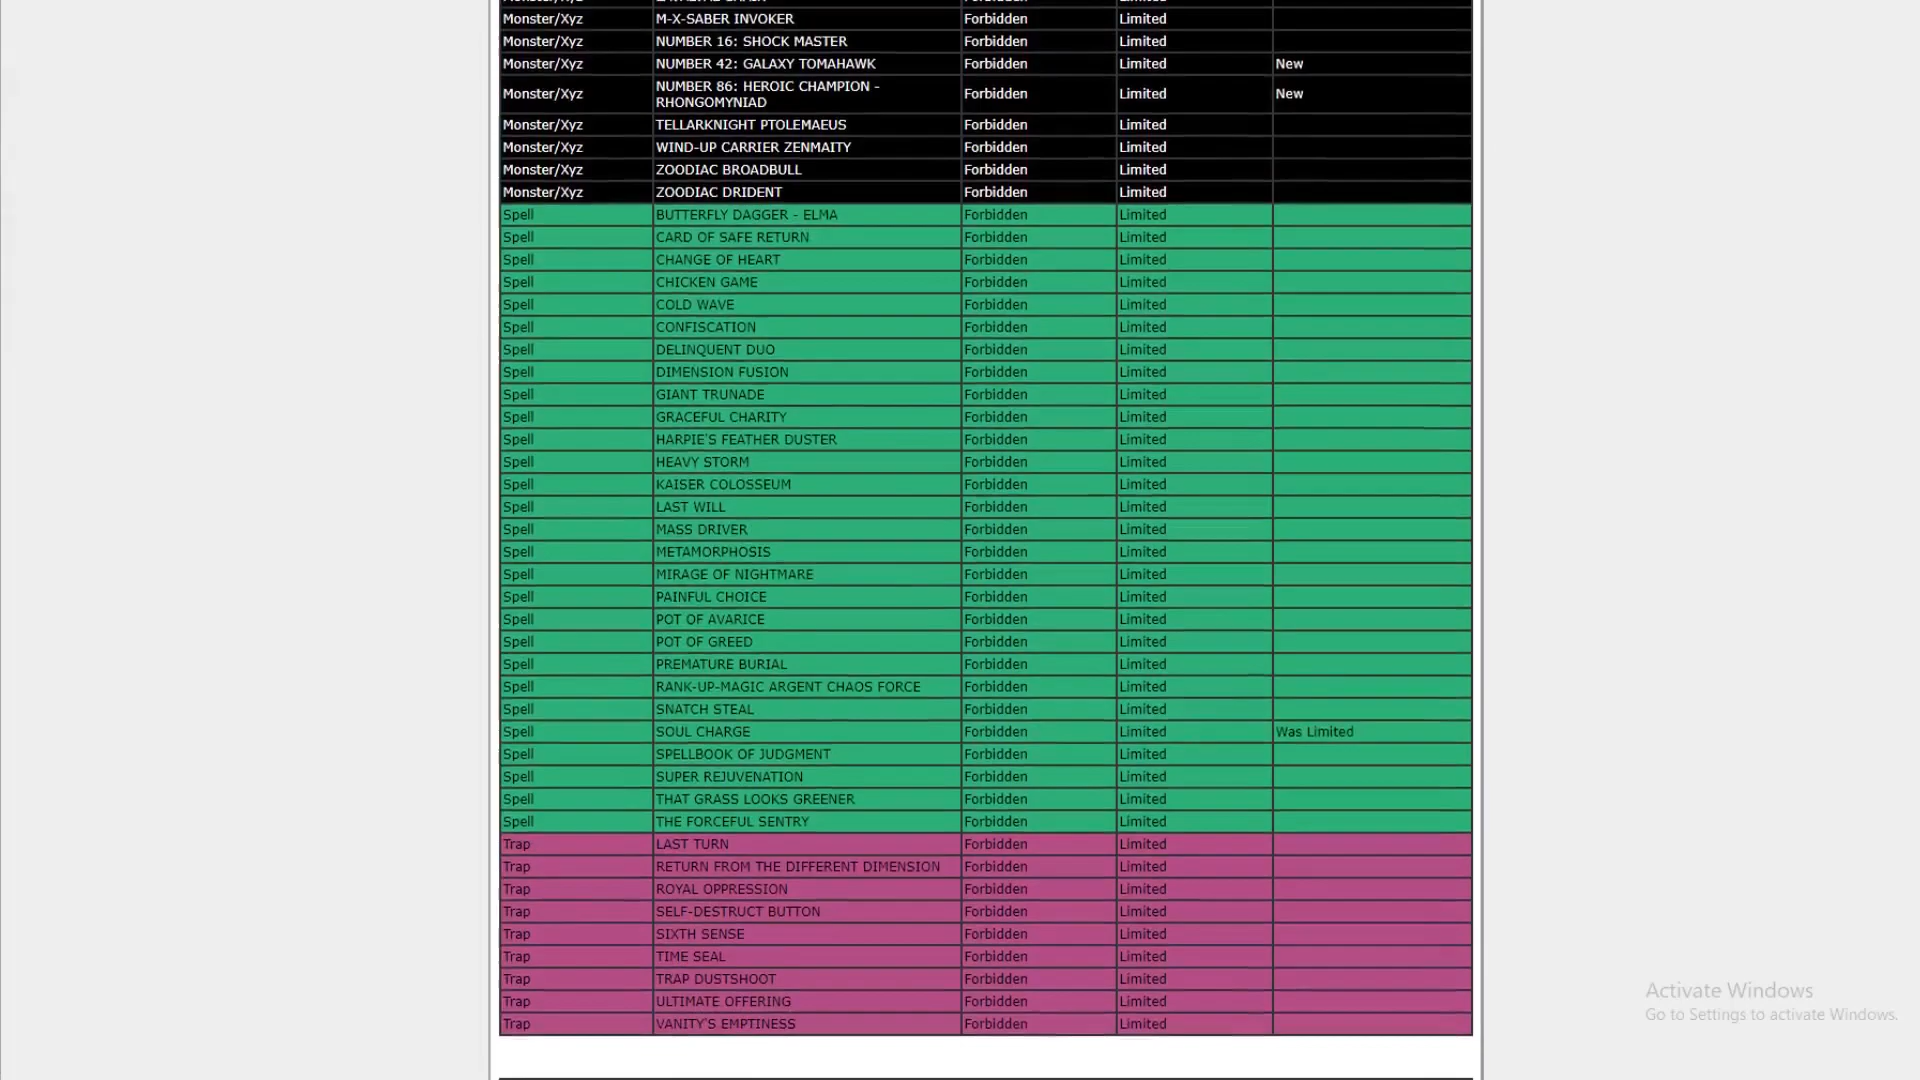 Monster/Xyz M-X-SABER INVOKER Forbidden Limited
Monster/Xyz NUMBER 16: SHOCK MASTER Forbidden Limited
Monster/Xyz NUMBER 42: GALAXY TOMAHAWK Forbidden Limited New
Monster/Xyz NUMBER 86: HEROIC CHAMPION - RHONGOMYNIAD Forbidden Limited New
Monster/Xyz TELLARKNIGHT PTOLEMAEUS Forbidden Limited
Monster/Xyz WIND-UP CARRIER ZENMAITY Forbidden Limited
Monster/Xyz ZOODIAC BROADBULL Forbidden Limited
Monster/Xyz ZOODIAC DRIDENT Forbidden Limited
Spell BUTTERFLY DAGGER - ELMA Forbidden Limited
Spell CARD OF SAFE RETURN Forbidden Limited
Spell CHANGE OF HEART Forbidden Limited
Spell CHICKEN GAME Forbidden Limited
Spell COLD WAVE Forbidden Limited
Spell CONFISCATION Forbidden Limited
Spell DELINQUENT DUO Forbidden Limited
Spell DIMENSION FUSION Forbidden Limited
Spell GIANT TRUNADE Forbidden Limited
Spell GRACEFUL CHARITY Forbidden Limited
Spell HARPIE'S FEATHER DUSTER Forbidden Limited
Spell HEAVY STORM Forbidden Limited
Spell KAISER COLOSSEUM Forbidden Limited
Spell LAST WILL Forbidden Limited
Spell MASS DRIVER Forbidden Limited
Spell METAMORPHOSIS Forbidden Limited
Spell MIRAGE OF NIGHTMARE Forbidden Limited
Spell PAINFUL CHOICE Forbidden Limited
Spell POT OF AVARICE Forbidden Limited
Spell POT OF GREED Forbidden Limited
Spell PREMATURE BURIAL Forbidden Limited
Spell RANK-UP-MAGIC ARGENT CHAOS FORCE Forbidden Limited
Spell SNATCH STEAL Forbidden Limited
Spell SOUL CHARGE Forbidden Limited Was Limited
Spell SPELLBOOK OF JUDGMENT Forbidden Limited
Spell SUPER REJUVENATION Forbidden Limited
Spell THAT GRASS LOOKS GREENER Forbidden Limited
Spell THE FORCEFUL SENTRY Forbidden Limited
Trap LAST TURN Forbidden Limited
Trap RETURN FROM THE DIFFERENT DIMENSION Forbidden Limited
Trap ROYAL OPPRESSION Forbidden Limited
Trap SELF-DESTRUCT BUTTON Forbidden Limited
Trap SIXTH SENSE Forbidden Limited
Trap TIME SEAL Forbidden Limited
Trap TRAP DUSTSHOOT Forbidden Limited
Trap ULTIMATE OFFERING Forbidden Limited
Trap VANITY'S EMPTINESS Forbidden Limited
Activate Windows
Go to Settings to activate Windows.